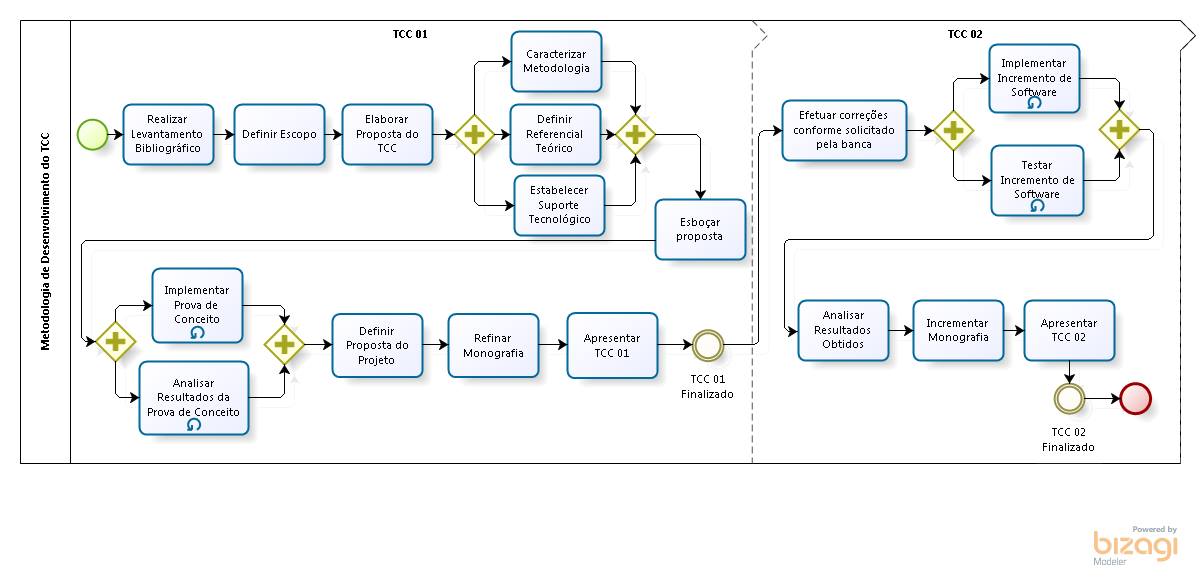 Metodologia de Desenvolvimento do TCC
TCC 01
Realizar
Levantamento
Bibliográfico
Definir Escopo
Elaborar
Proposta do
TCC
Caracterizar
Metodologia
Definir
Referencial
Teórico
Estabelecer
Suporte
Tecnológico
Esboçar
proposta
Implementar
Prova de
Conceito
Analisar
Resultados da
Prova de Conceito
Definir
Proposta do
Projeto
Refinar
Monografia
Apresentar
TCC 01
TCC 01
Finalizado
TCC 02
Efetuar correções
conforme solicitado
pela banca
Implementar
Incremento de
Software
Testar
Incremento de
Software
Analisar
Resultados
Obtidos
Incrementar
Monografia
Apresentar
TCC 02
TCC 02
Finalizado
Powered by
bizagi
Modeler